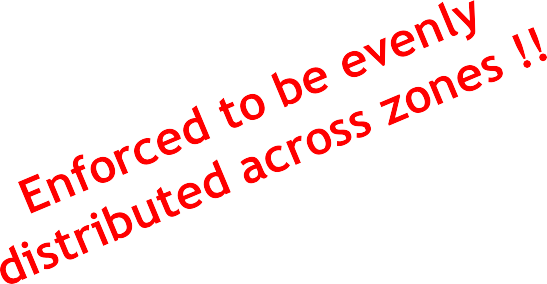 Enforced to be evenly
distributed across zones !!